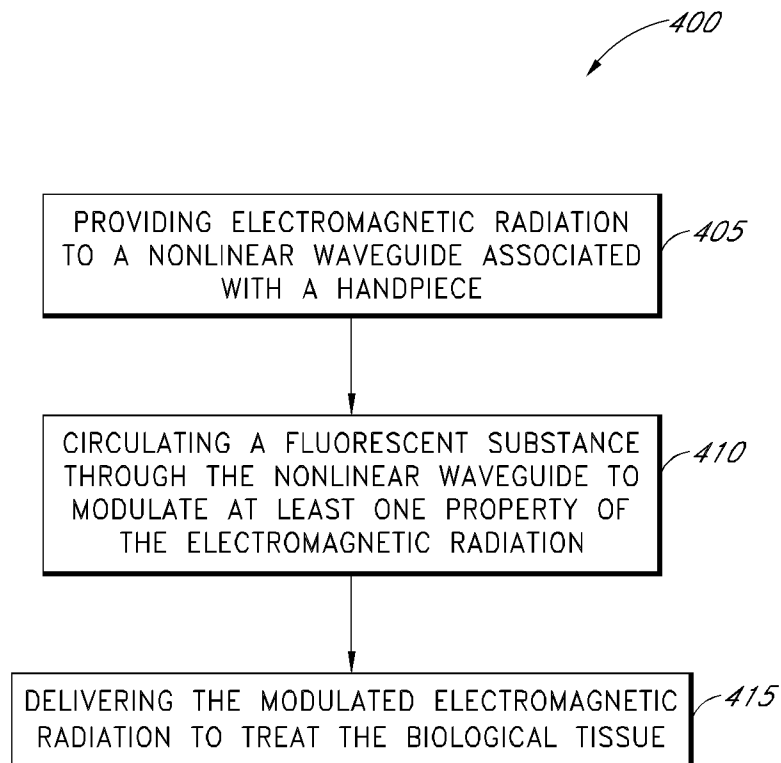 400
PROVIDING ELECTROMAGNETIC RADIATION
TO A NONLINEAR WAVEGUIDE ASSOCIATED
WITH A HANDPIECE
405
CIRCULATING A FLUORESCENT SUBSTANCE
THROUGH THE NONLINEAR WAVEGUIDE TO
MODULATE AT LEAST ONE PROPERTY OF
THE ELECTROMAGNETIC RADIATION
410
DELIVERING THE MODULATED ELECTROMAGNETIC
RADIATION TO TREAT THE BIOLOGICAL TISSUE
415